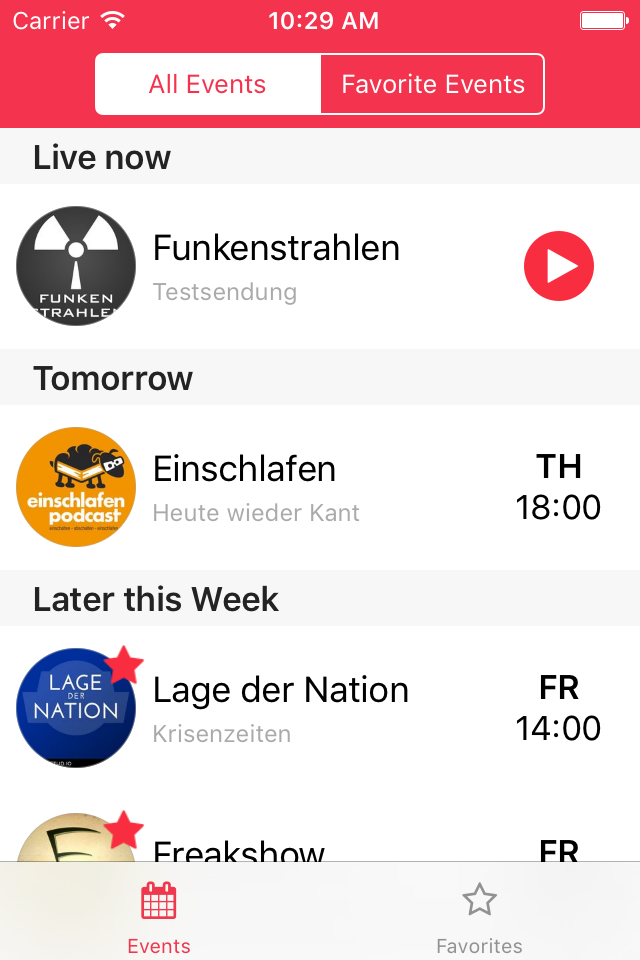 Carrier 10:29 AM
All Events Favorite Events
Live now
Funkenstrahlen
Testsendung
FUNKEN
STRAHLEN
Tomorrow
Einschlafen
Heute wieder Kant
TH
18:00
einschlafen
podcast
Later this Week
Lage der Nation
Krisenzeiten
FR
14:00
LAGE
DER
NATION
Freakshow
FR
Events Favorites